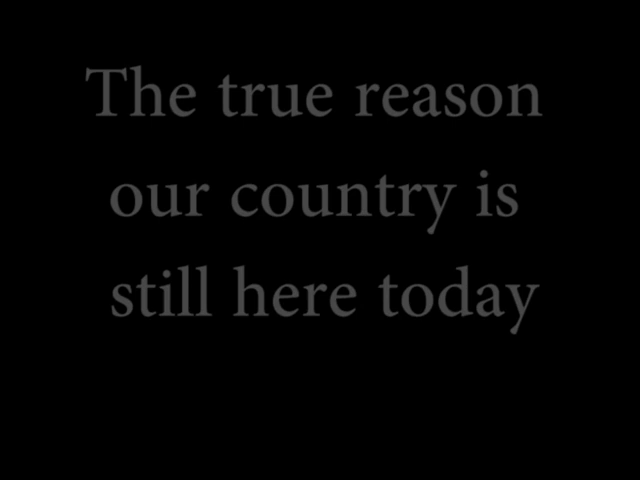 The true reason
our country is
still here today